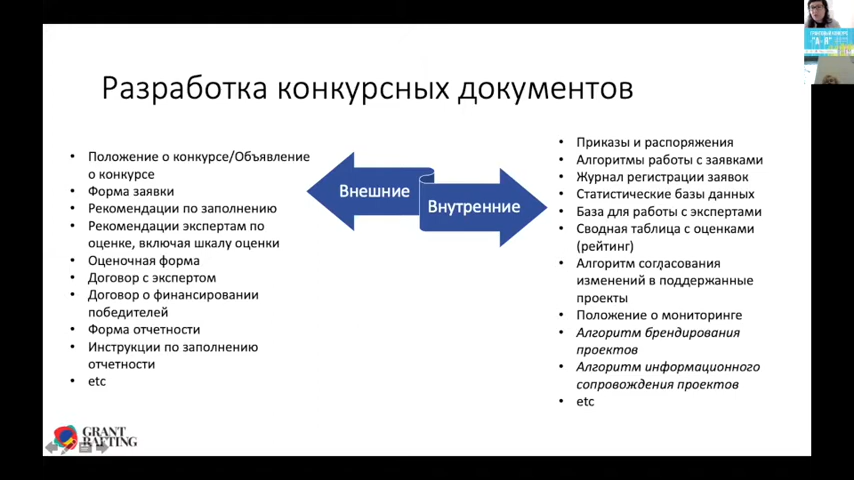 Разработка конкурсных документов
• Положение о конкурсе/Объявление
о конкурсе
• Форма заявки
• Рекомендации по заполнению
• Рекомендации экспертам по
оценке, включая шкалу оценки
• Оценочная форма
• Договор с экспертом
• Договор о финансировании
победителей
• Форма отчетности
• Инструкции по заполнению
отчетности
• etc
Внешние
Внутренние
• Приказы и распоряжения
• Алгоритмы работы с заявками
• Журнал регистрации заявок
• Статистические базы данных
• База для работы с экспертами
• Сводная таблица с оценками
(рейтинг)
• Алгоритм согласования
изменений в поддержанные
проекты
• Положение о мониторинге
• Алгоритм брендирования
проектов
• Алгоритм информационного
сопровождения проектов
• etc
GRANT
RAFTING
"А-Я"